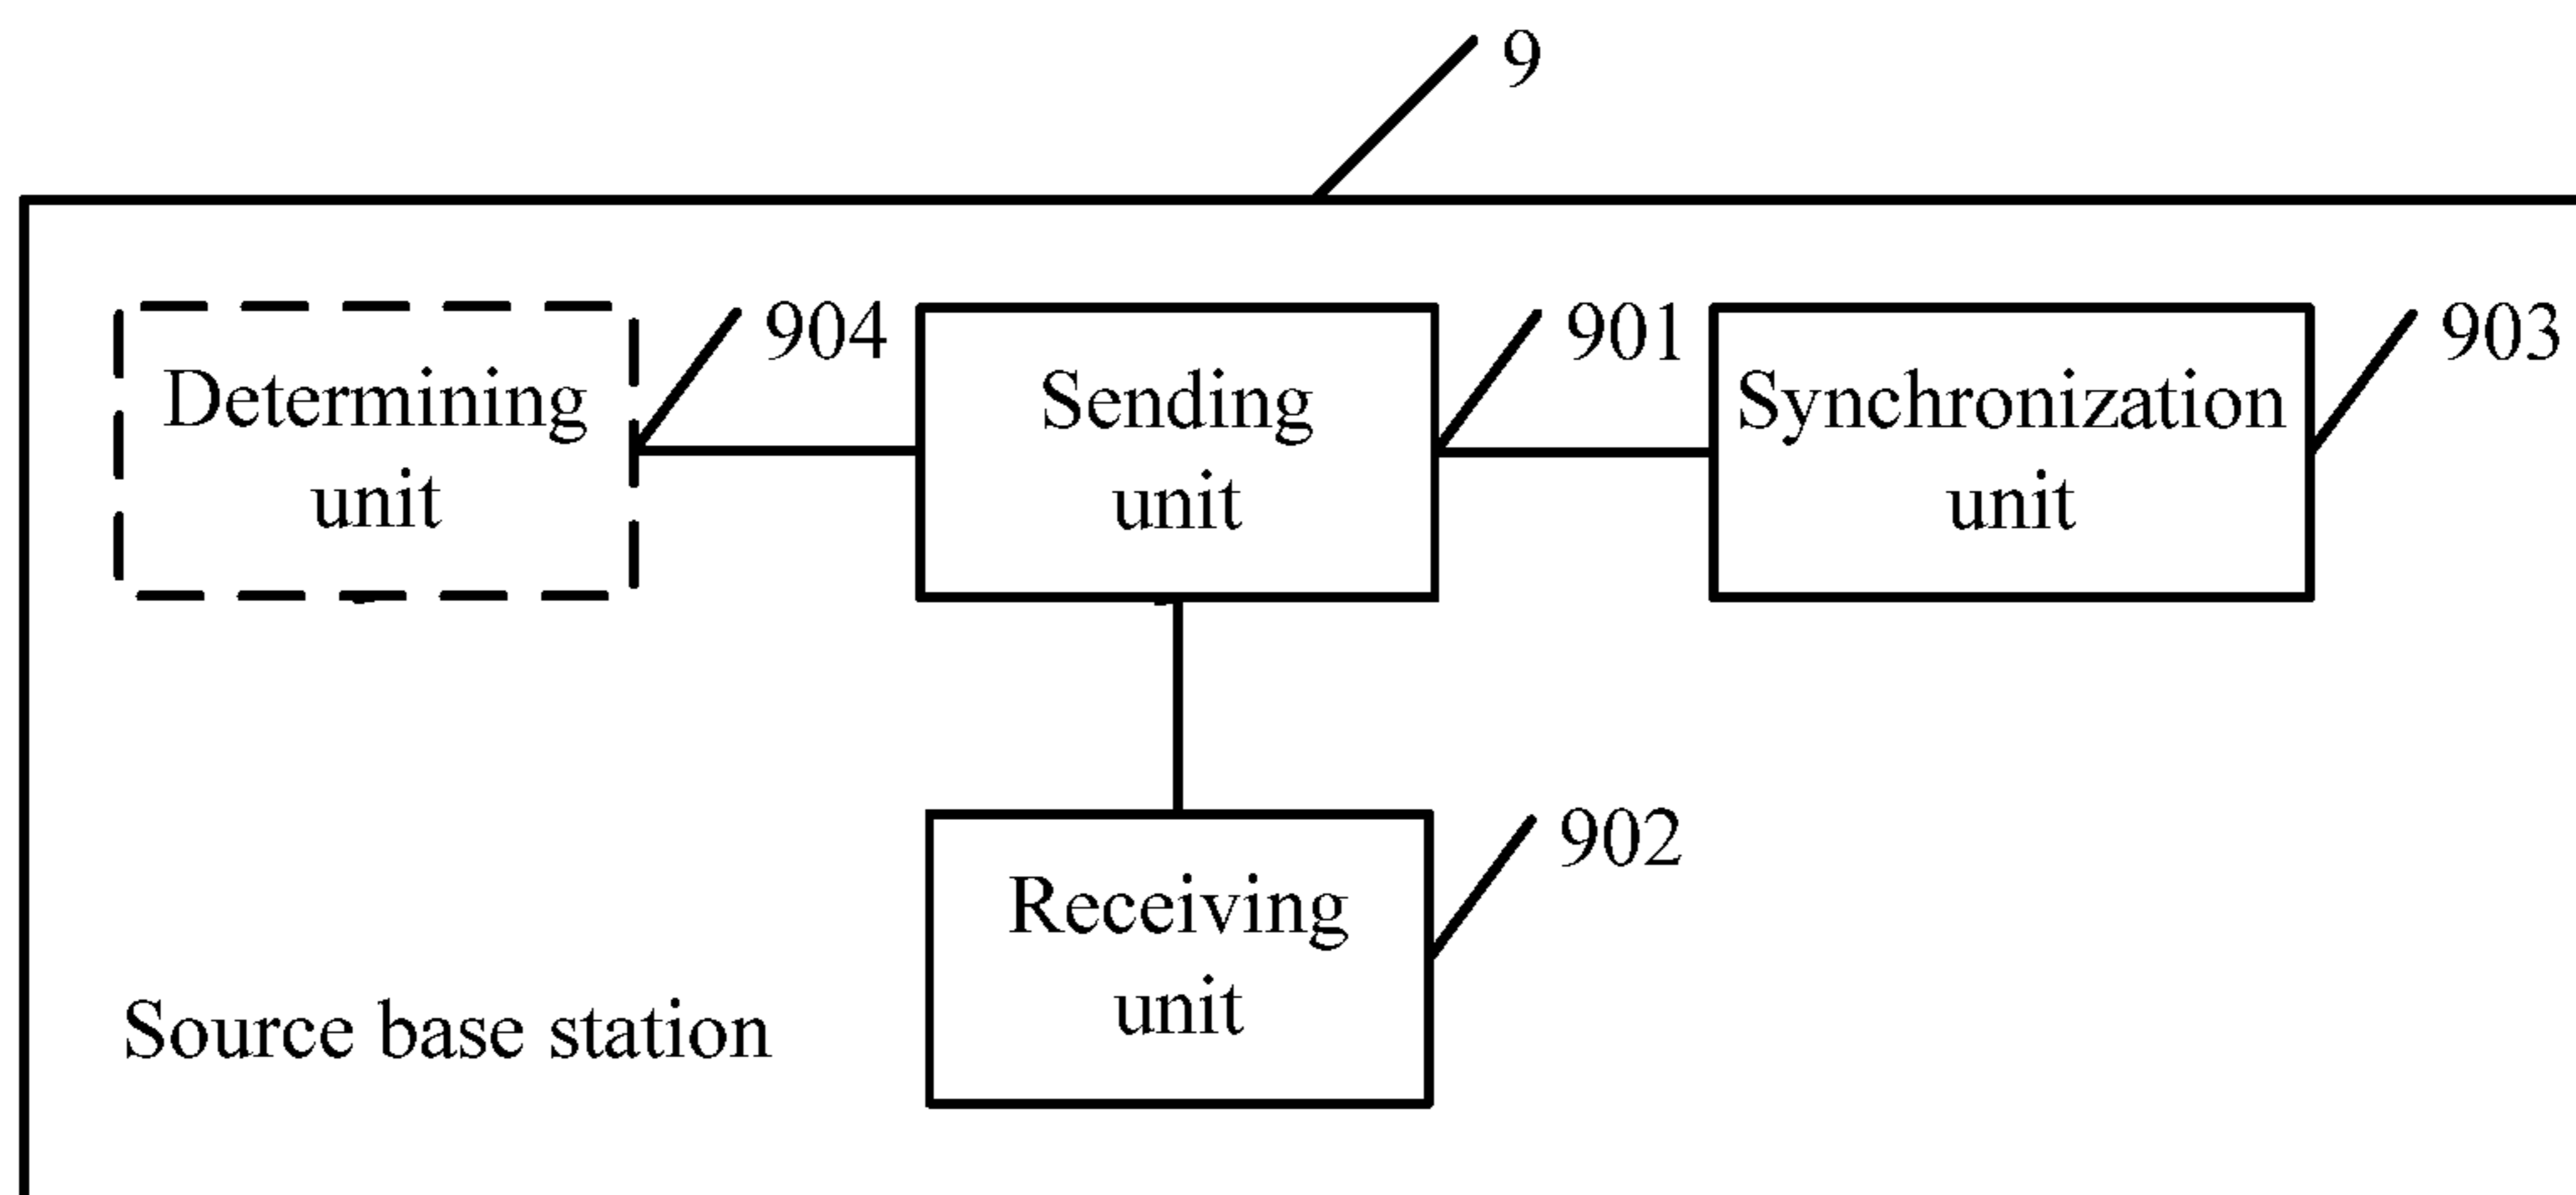 9
904
901
903
Determining
unit
Sending
unit
Synchronization
unit
902
Receiving
unit
Source base station